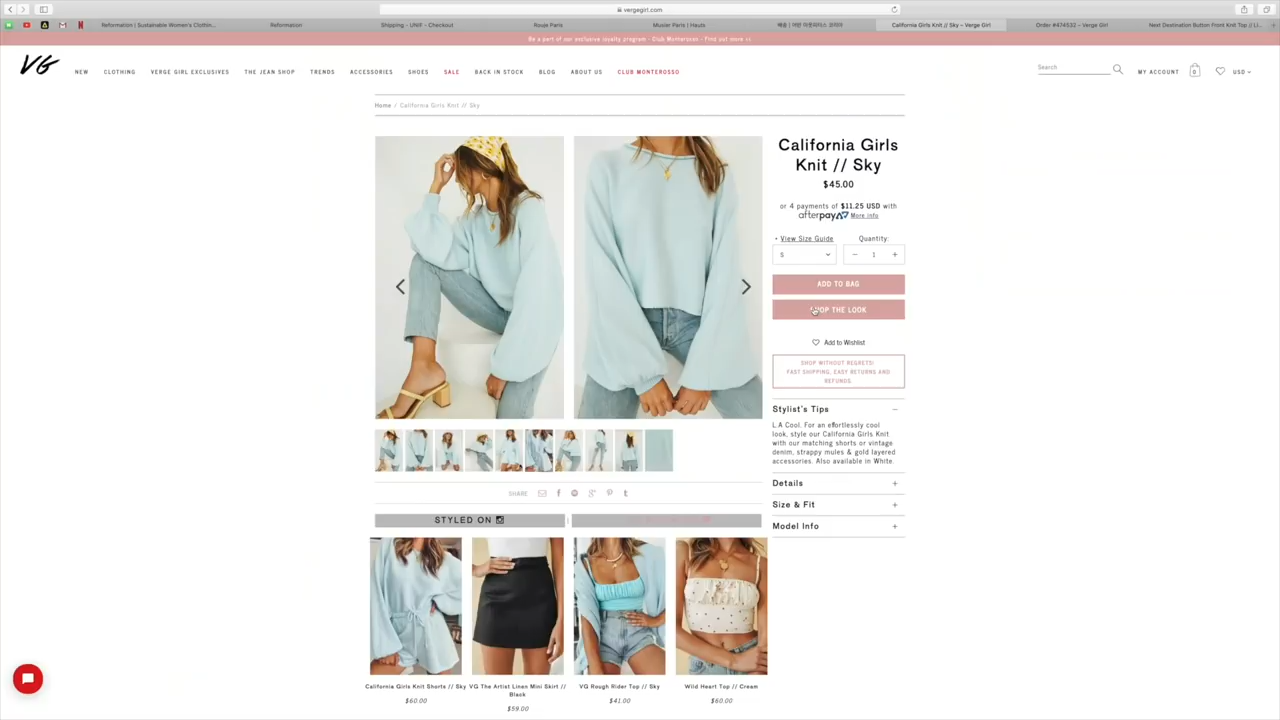 vergegirl.com
Reformation | Sustainable Women's Clothin...
Reformation
Shipping - UNIF - Checkout
Rouje Paris
Musier Paris | Hauts
California Girls Knit // Sky – Verge Girl
Order #474532 – Verge Girl
Next Destination Button Front Knit Top // Li...
Be a part of our exclusive loyalty program - Club Monterosso - Find out more <<
VG
NEW
CLOTHING
VERGE GIRL EXCLUSIVES
THE JEAN SHOP
TRENDS
ACCESSORIES
SHOES
SALE
BACK IN STOCK
BLOG
ABOUT US
CLUB MONTEROSSO
Search
MY ACCOUNT
0
USD
Home / California Girls Knit // Sky
California Girls
Knit // Sky
$45.00
or 4 payments of $11.25 USD with
afterpay More info
+ View Size Guide
Quantity:
S
− 1 +
ADD TO BAG
SHOP THE LOOK
Add to Wishlist
SHOP WITHOUT REGRETS:
FAST SHIPPING, EASY RETURNS AND
REFUNDS
Stylist's Tips −
L.A Cool. For an effortlessly cool
look, style our California Girls Knit
with our matching shorts or vintage
denim, strappy mules & gold layered
accessories. Also available in White.
Details +
Size & Fit +
Model Info +
SHARE
STYLED ON
California Girls Knit Shorts // Sky
$60.00
VG The Artist Linen Mini Skirt //
Black
$59.00
VG Rough Rider Top // Sky
$41.00
Wild Heart Top // Cream
$60.00